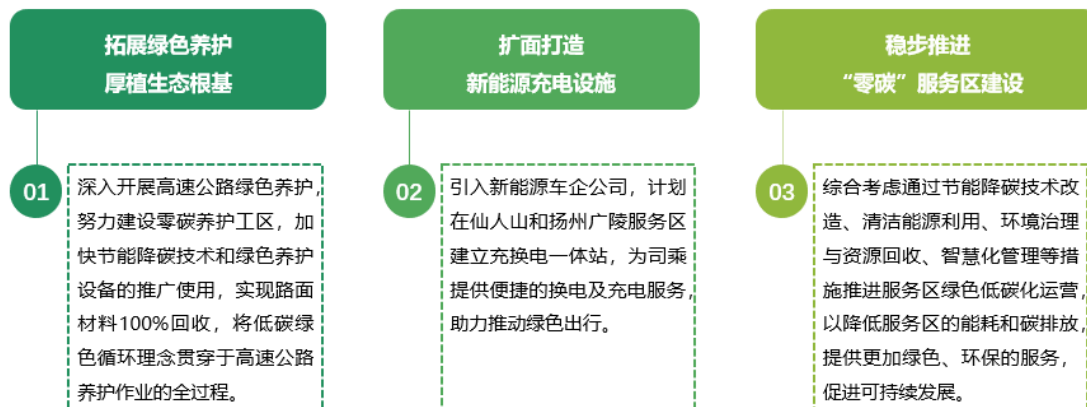 拓展绿色养护
厚植生态根基
01
深入开展高速公路绿色养护，
努力建设零碳养护工区，加
快节能降碳技术和绿色养护
设备的推广使用，实现路面
材料100%回收，将低碳绿
色循环理念贯穿于高速公路
养护作业的全过程。
扩面打造
新能源充电设施
02
引入新能源车企公司，计划
在仙人山和扬州广陵服务区
建立充换电一体站，为司乘
提供便捷的换电及充电服务，
助力推动绿色出行。
稳步推进
“零碳”服务区建设
03
综合考虑通过节能降碳技术改
造、清洁能源利用、环境治理
与资源回收、智慧化管理等措
施推进服务区绿色低碳化运营，
以降低服务区的能耗和碳排放，
提供更加绿色、环保的服务，
促进可持续发展。